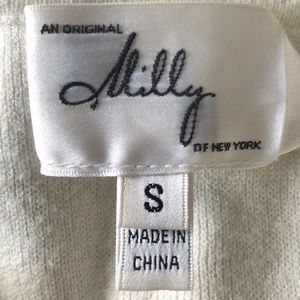 AN ORIGINAL
Milly
OF NEW YORK
S
MADE IN
CHINA